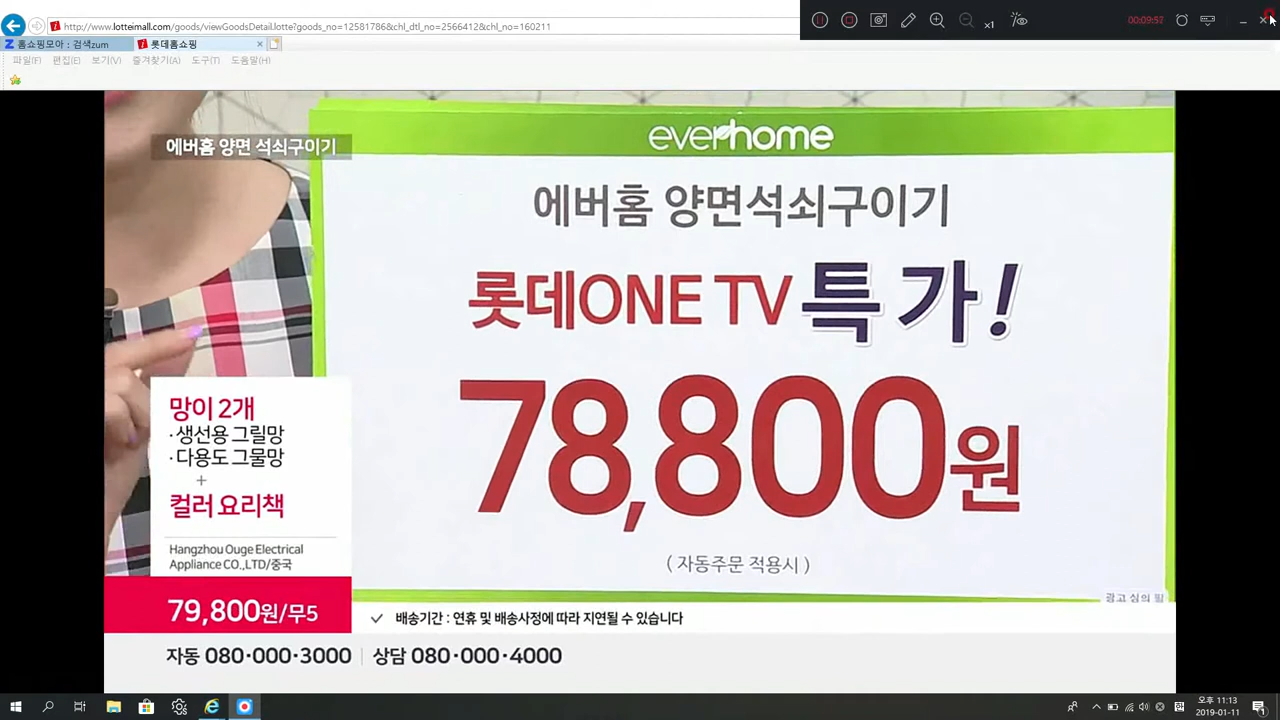 http://www.lotteimall.com/goods/viewGoodsDetail.lotte?goods_no=12581786&chl_dtl_no=2566412&chl_no=160211
x1
00:09:57
홈쇼핑모아 : 검색zum
롯데홈쇼핑
파일(F) 편집(E) 보기(V) 즐겨찾기(A) 도구(T) 도움말(H)
everhome
에버홈 양면 석쇠구이기
에버홈 양면석쇠구이기
롯데ONE TV 특가!
78,800원
(자동주문 적용시)
망이 2개
·생선용 그릴망
·다용도 그물망
+
컬러 요리책
Hangzhou Ouge Electrical
Appliance CO.,LTD/중국
광고 심의 필
79,800원/무5
배송기간 : 연휴 및 배송사정에 따라 지연될 수 있습니다
자동 080·000·3000 | 상담 080·000·4000
오후 11:13
2019-01-11